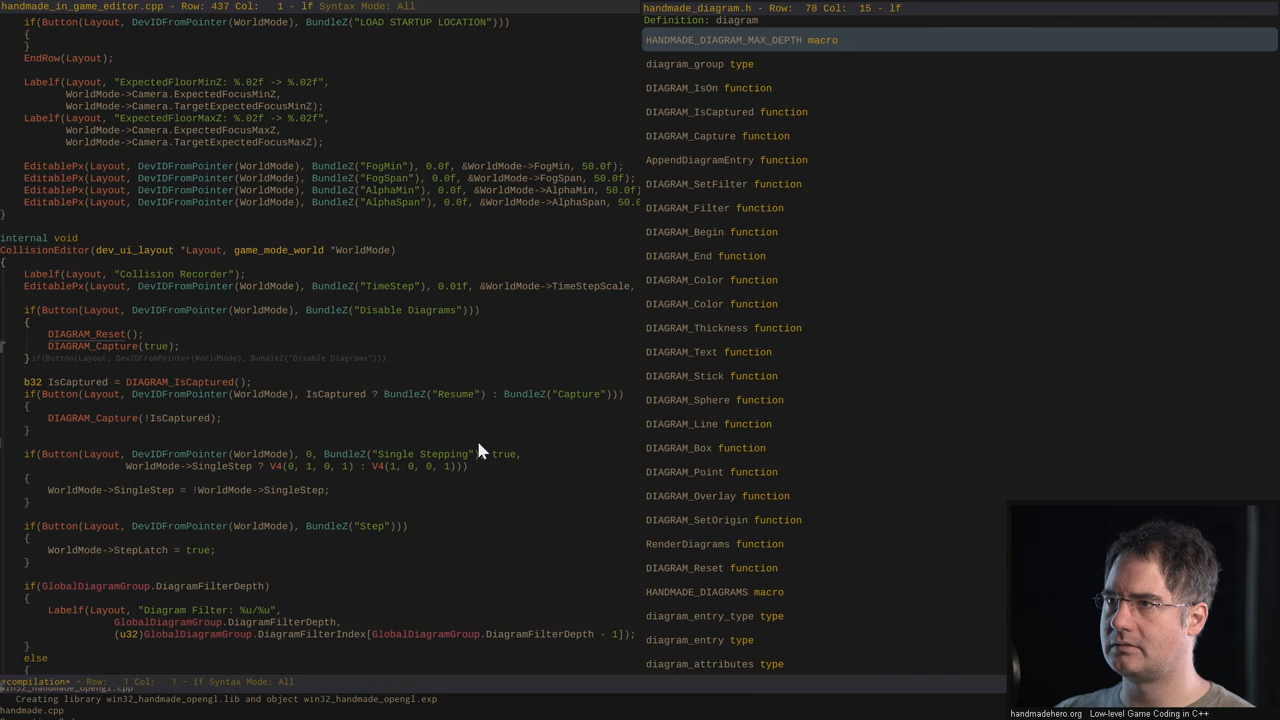 handmade_in_game_editor.cpp - Row: 437 Col:   1 - lf Syntax Mode: All
if(Button(Layout, DevIDFromPointer(WorldMode), BundleZ("LOAD STARTUP LOCATION")))
{
}
EndRow(Layout);
Labelf(Layout, "ExpectedFloorMinZ: %.02f -> %.02f",
WorldMode->Camera.ExpectedFocusMinZ,
WorldMode->Camera.TargetExpectedFocusMinZ);
Labelf(Layout, "ExpectedFloorMaxZ: %.02f -> %.02f",
WorldMode->Camera.ExpectedFocusMaxZ,
WorldMode->Camera.TargetExpectedFocusMaxZ);
EditablePx(Layout, DevIDFromPointer(WorldMode), BundleZ("FogMin"), 0.0f, &WorldMode->FogMin, 50.0f);
EditablePx(Layout, DevIDFromPointer(WorldMode), BundleZ("FogSpan"), 0.0f, &WorldMode->FogSpan, 50.0f);
EditablePx(Layout, DevIDFromPointer(WorldMode), BundleZ("AlphaMin"), 0.0f, &WorldMode->AlphaMin, 50.0f)
EditablePx(Layout, DevIDFromPointer(WorldMode), BundleZ("AlphaSpan"), 0.0f, &WorldMode->AlphaSpan, 50.0
}
internal void
CollisionEditor(dev_ui_layout *Layout, game_mode_world *WorldMode)
{
Labelf(Layout, "Collision Recorder");
EditablePx(Layout, DevIDFromPointer(WorldMode), BundleZ("TimeStep"), 0.01f, &WorldMode->TimeStepScale,
if(Button(Layout, DevIDFromPointer(WorldMode), BundleZ("Disable Diagrams")))
{
DIAGRAM_Reset();
DIAGRAM_Capture(true);
} if(Button(Layout, DevIDFromPointer(WorldMode), BundleZ("Disable Diagrams")))
b32 IsCaptured = DIAGRAM_IsCaptured();
if(Button(Layout, DevIDFromPointer(WorldMode), IsCaptured ? BundleZ("Resume") : BundleZ("Capture")))
{
DIAGRAM_Capture(!IsCaptured);
}
if(Button(Layout, DevIDFromPointer(WorldMode), 0, BundleZ("Single Stepping" true,
WorldMode->SingleStep ? V4(0, 1, 0, 1) : V4(1, 0, 0, 1)))
{
WorldMode->SingleStep = !WorldMode->SingleStep;
}
if(Button(Layout, DevIDFromPointer(WorldMode), BundleZ("Step")))
{
WorldMode->StepLatch = true;
}
if(GlobalDiagramGroup.DiagramFilterDepth)
{
Labelf(Layout, "Diagram Filter: %u/%u",
GlobalDiagramGroup.DiagramFilterDepth,
(u32)GlobalDiagramGroup.DiagramFilterIndex[GlobalDiagramGroup.DiagramFilterDepth - 1]);
}
else
{
*compilation* - Row:   1 Col:   1 - lf Syntax Mode: All
win32_handmade_opengl.cpp
Creating library win32_handmade_opengl.lib and object win32_handmade_opengl.exp
handmade.cpp
handmade_diagram.h - Row:  78 Col:  15 - lf
Definition: diagram
HANDMADE_DIAGRAM_MAX_DEPTH macro
diagram_group type
DIAGRAM_IsOn function
DIAGRAM_IsCaptured function
DIAGRAM_Capture function
AppendDiagramEntry function
DIAGRAM_SetFilter function
DIAGRAM_Filter function
DIAGRAM_Begin function
DIAGRAM_End function
DIAGRAM_Color function
DIAGRAM_Color function
DIAGRAM_Thickness function
DIAGRAM_Text function
DIAGRAM_Stick function
DIAGRAM_Sphere function
DIAGRAM_Line function
DIAGRAM_Box function
DIAGRAM_Point function
DIAGRAM_Overlay function
DIAGRAM_SetOrigin function
RenderDiagrams function
DIAGRAM_Reset function
HANDMADE_DIAGRAMS macro
diagram_entry_type type
diagram_entry type
diagram_attributes type
handmadehero.org   Low-level Game Coding in C++